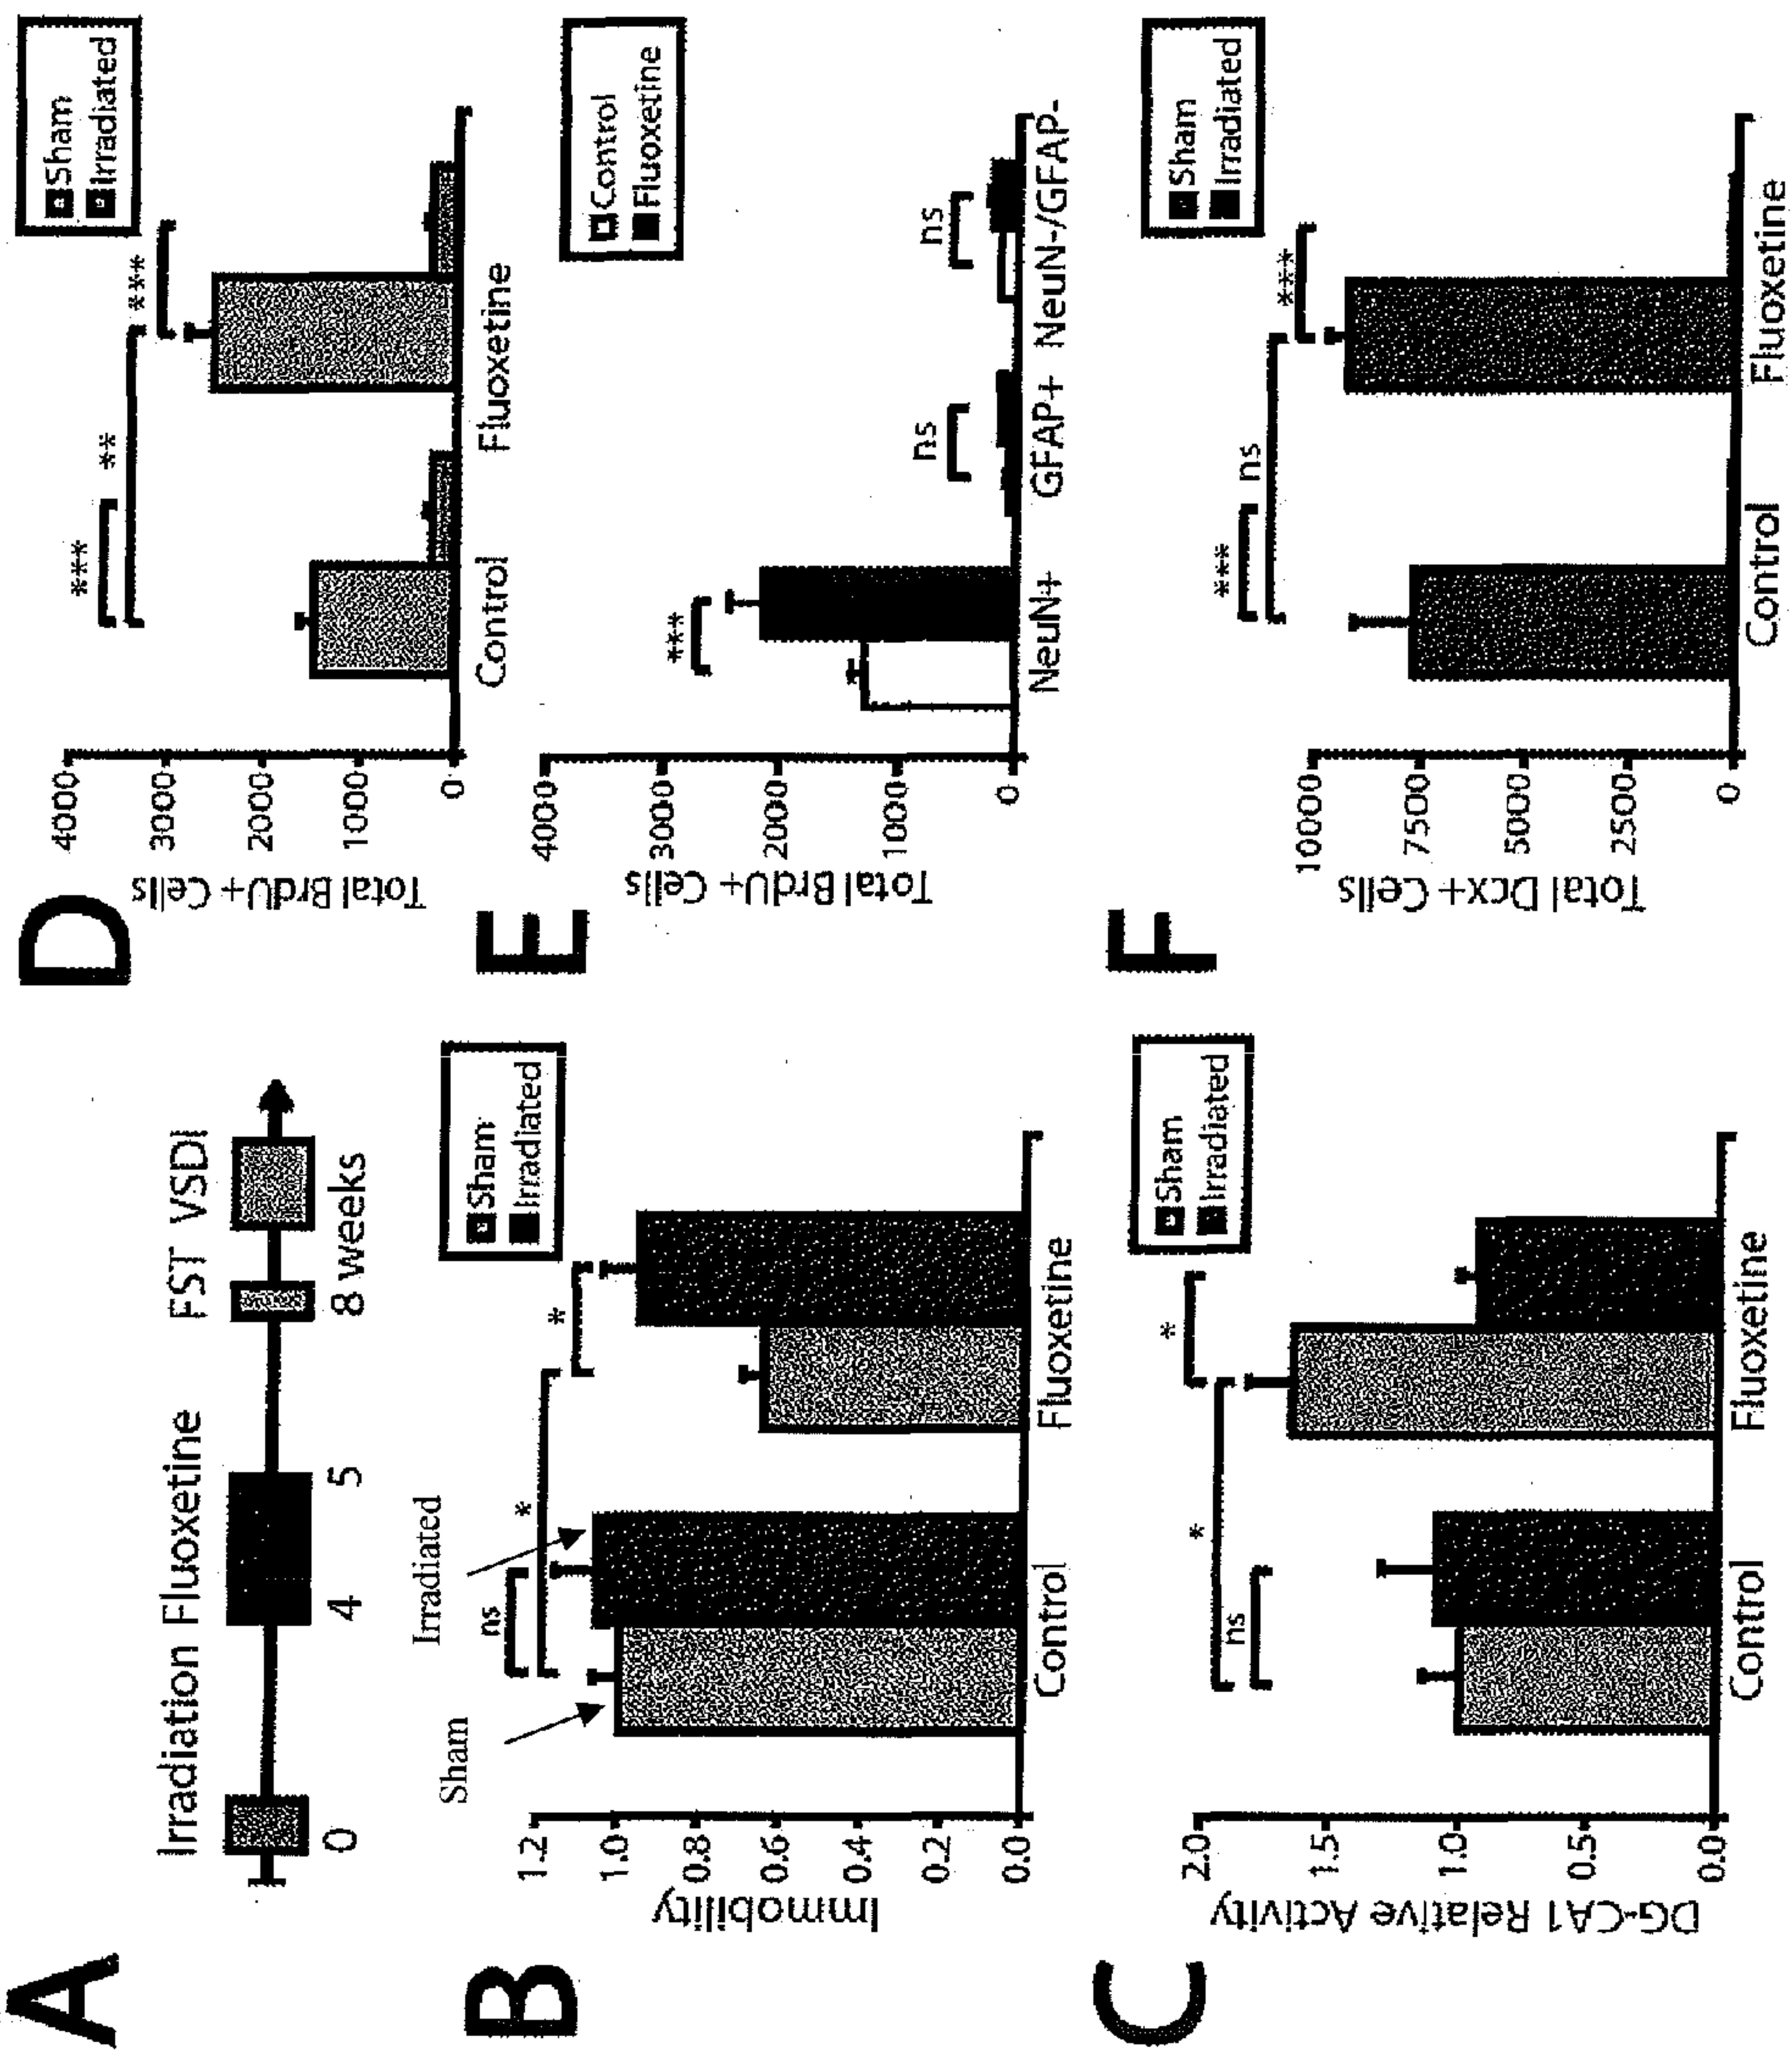 A
Irradiation Fluoxetine FST VSDI
0 4 5 8 weeks
B
Immobility
1.2
1.0
0.8
0.6
0.4
0.2
0.0
Sham
Irradiated
ns
*
*
Sham
Irradiated
Control Fluoxetine
C
DG-CA1 Relative Activity
2.0
1.5
1.0
0.5
0.0
ns
*
*
Sham
Irradiated
Control Fluoxetine
D
Total BrdU+ Cells
4000
3000
2000
1000
0
***
**
***
Sham
Irradiated
Control Fluoxetine
E
Total BrdU+ Cells
4000
3000
2000
1000
0
***
ns
ns
Control
Fluoxetine
NeuN+ GFAP+ NeuN-/GFAP-
F
Total Dcx+ Cells
10000
7500
5000
2500
0
***
ns
***
Sham
Irradiated
Control Fluoxetine